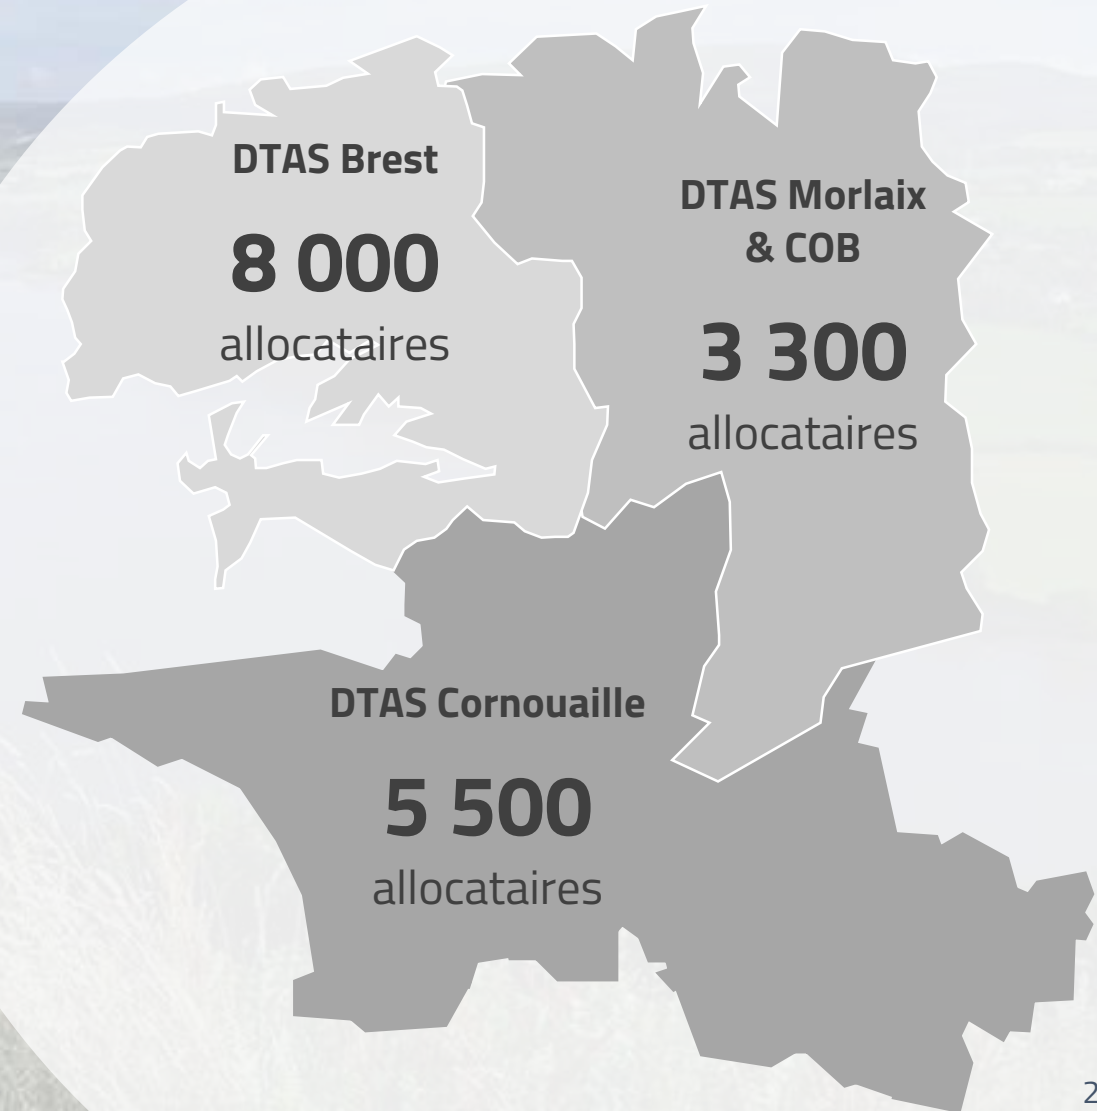 DTAS Brest
8 000
allocataires
DTAS Morlaix
& COB
3 300
allocataires
DTAS Cornouaille
5 500
allocataires
2